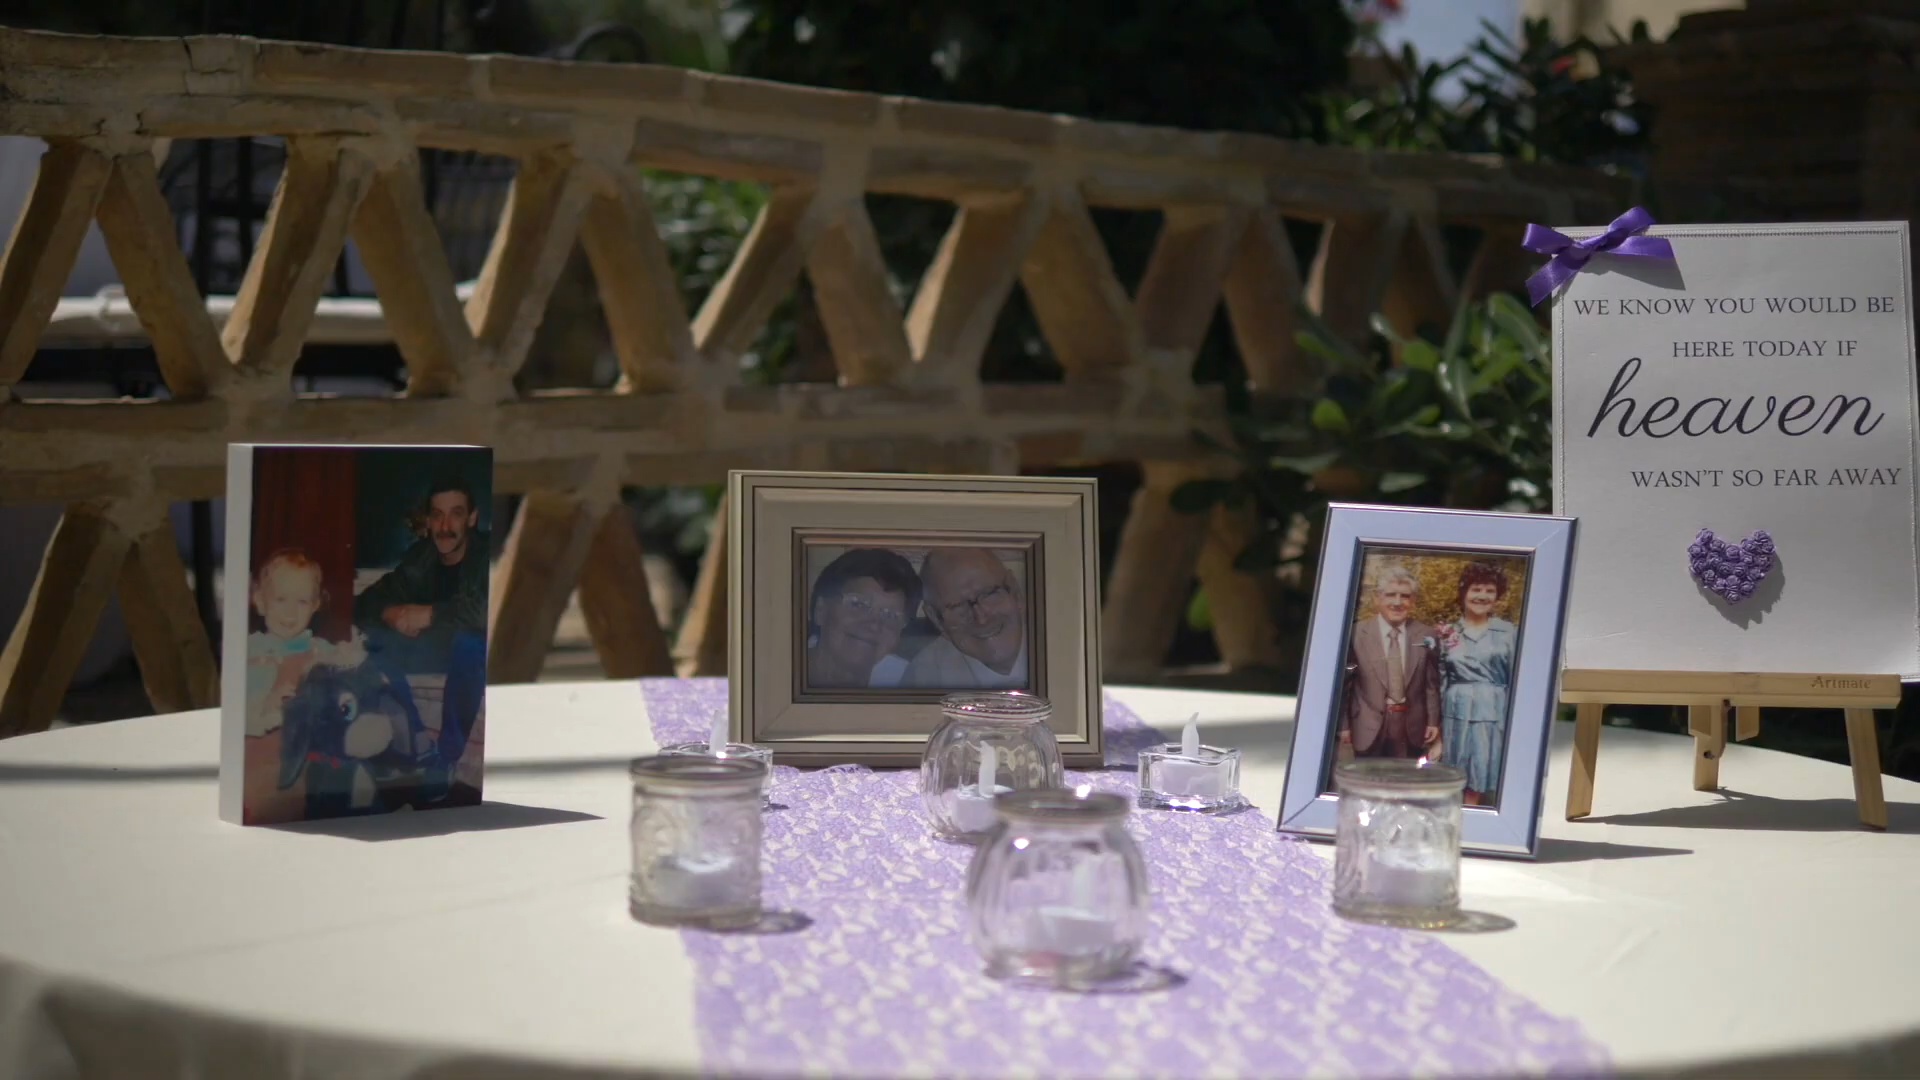 WE KNOW YOU WOULD BE
HERE TODAY IF
heaven
WASN'T SO FAR AWAY
Artmate